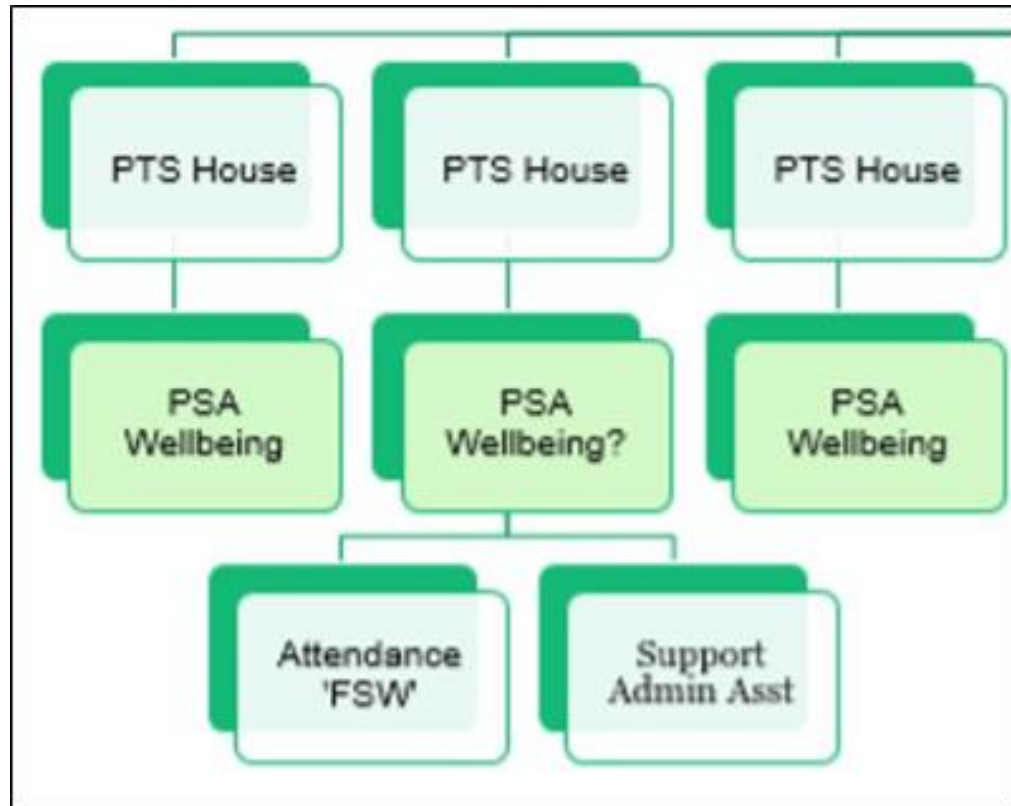 PTS House
PTS House
PTS House
PSA
Wellbeing
PSA
Wellbeing?
PSA
Wellbeing
Attendance
'FSW'
Support
Admin Asst